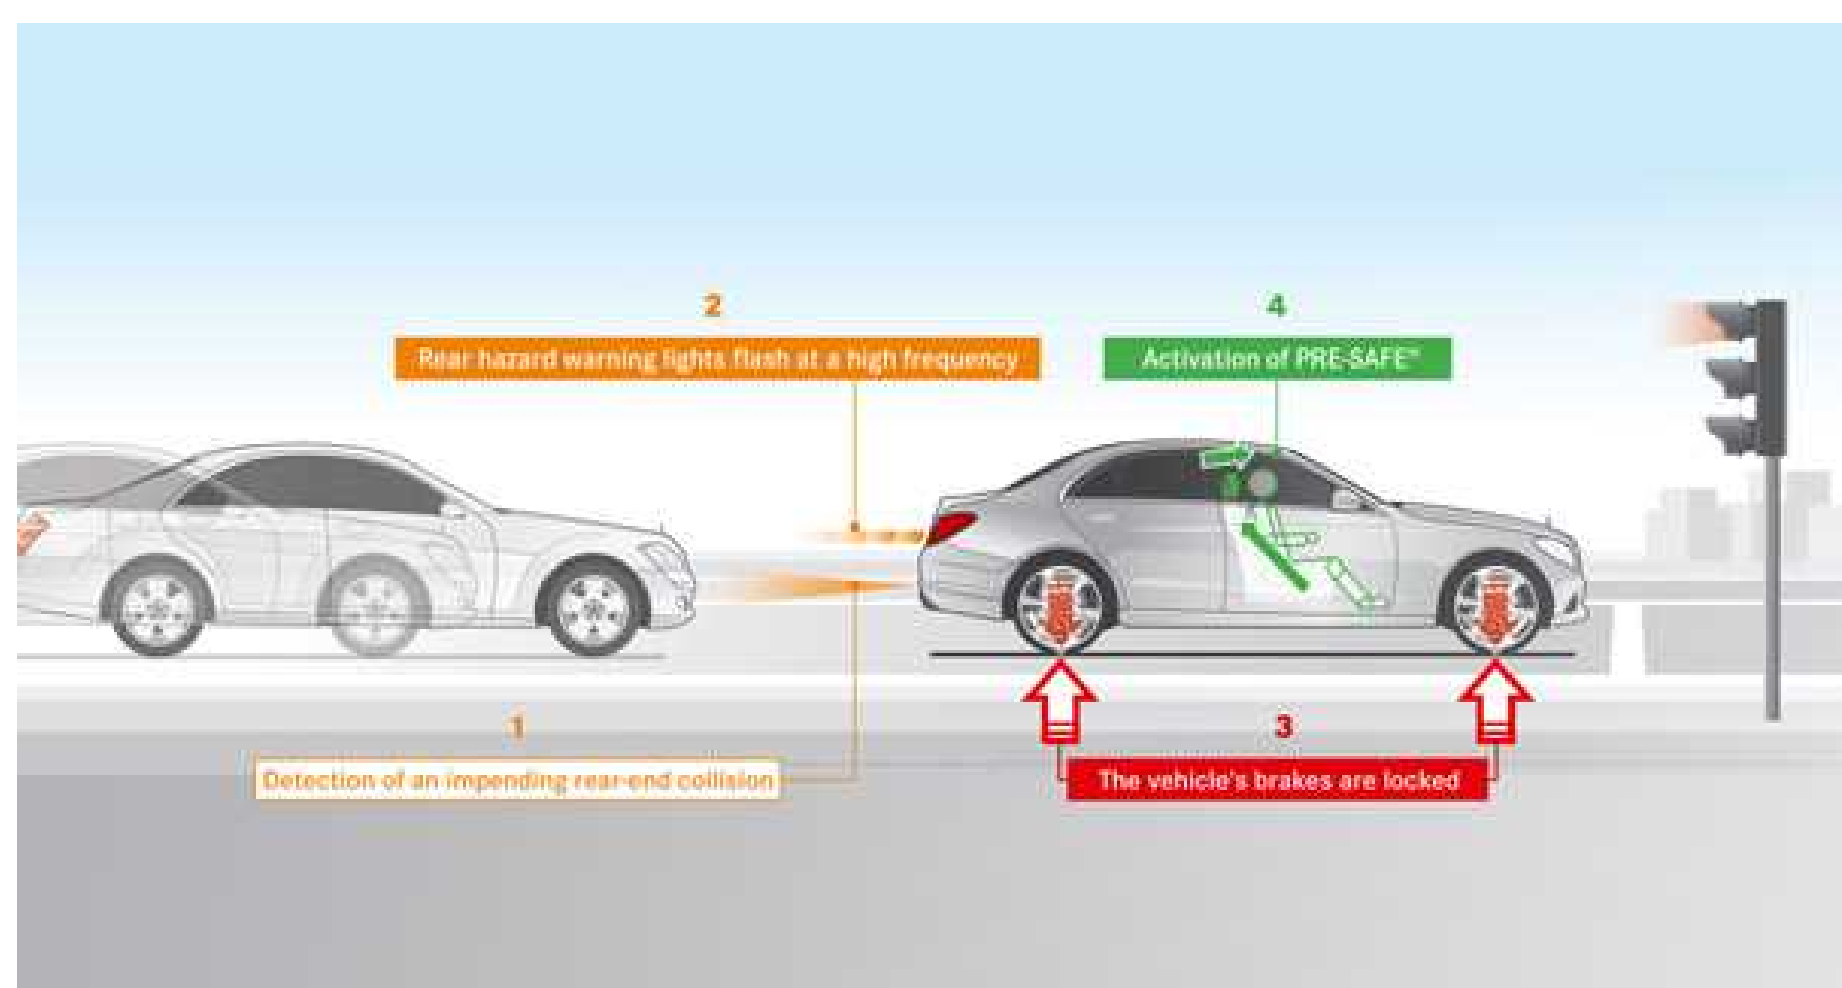 2
Rear hazard warning lights flash at a high frequency
4
Activation of PRE-SAFE®
1
Detection of an impending rear-end collision
3
The vehicle's brakes are locked